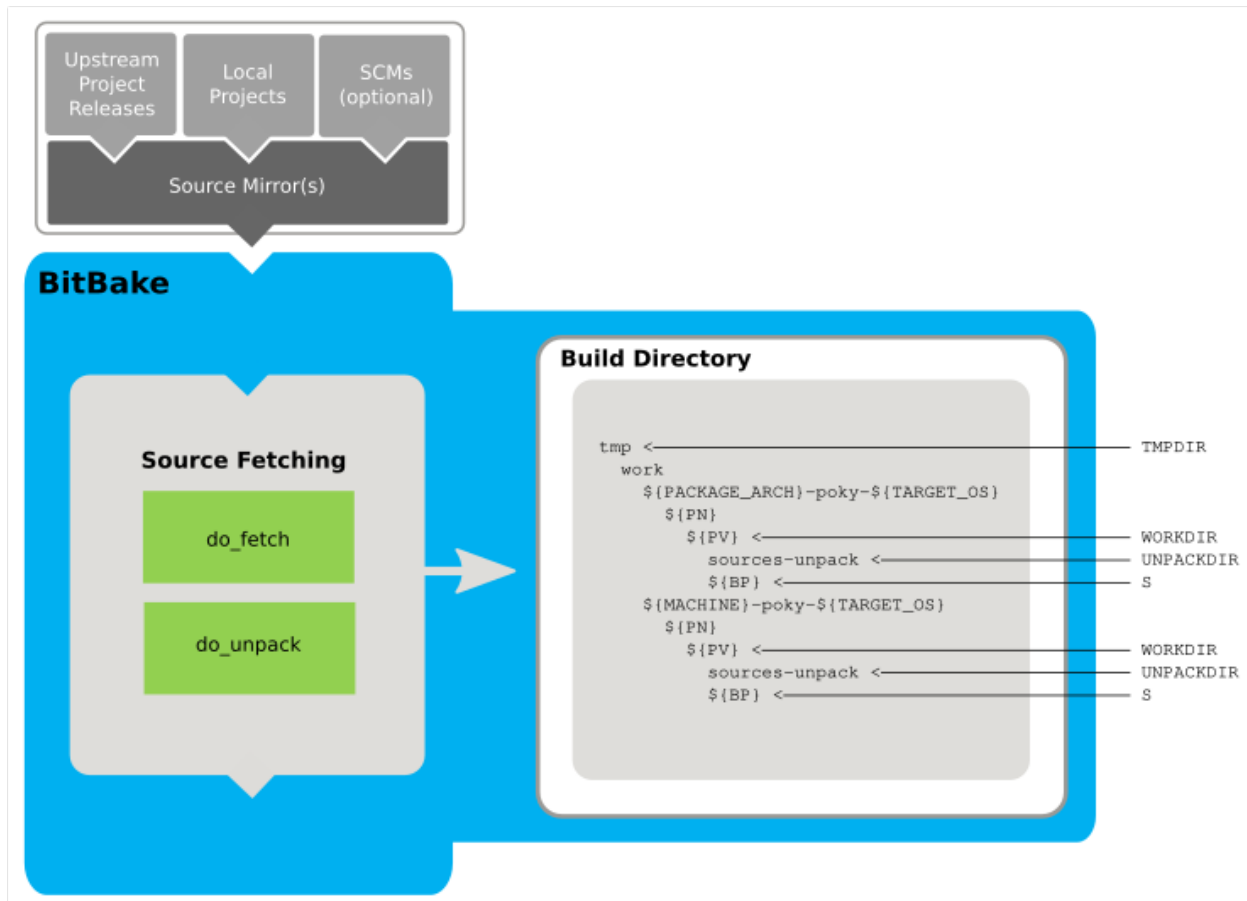 Upstream
Project
Releases
Local
Projects
SCMs
(optional)
Source Mirror(s)
BitBake
Source Fetching
do_fetch
do_unpack
Build Directory
tmp <
TMPDIR
work
${PACKAGE_ARCH}-poky-${TARGET_OS}
${PN}
${PV} <
WORKDIR
sources-unpack <
UNPACKDIR
${BP} <
S
${MACHINE}-poky-${TARGET_OS}
${PN}
${PV} <
WORKDIR
sources-unpack <
UNPACKDIR
${BP} <
S